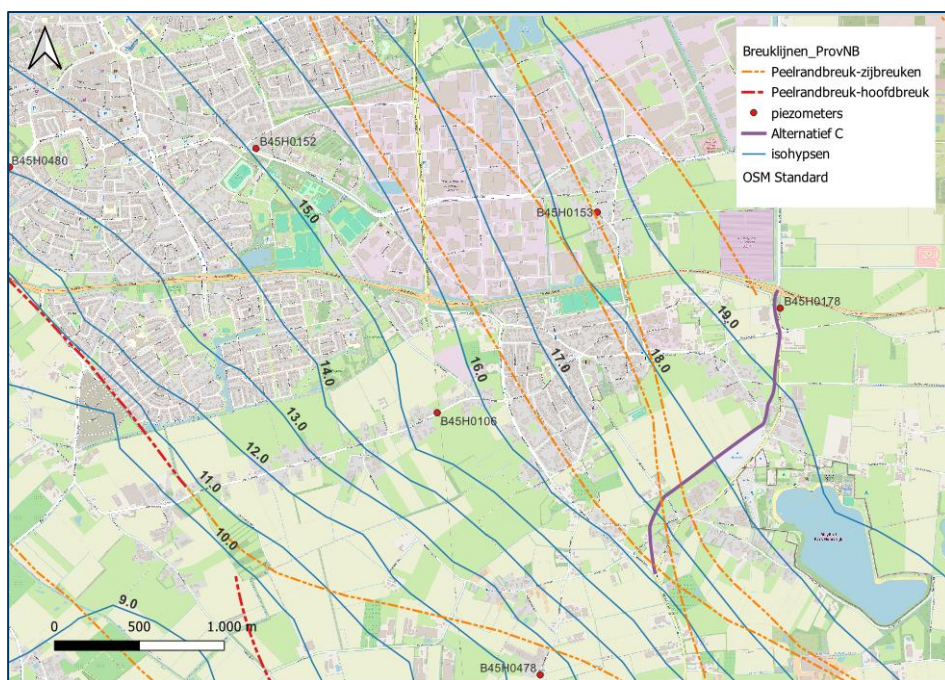 Breuklijnen_ProvNB
Peelrandbreuk-zijbreuken
Peelrandbreuk-hoofdbreuk
piezometers
Alternatief C
isohypsen
OSM Standard
B45H0152
B45H0480
15.0
B45H0153
B45H0178
19.0
14.0
16.0
17.0
18.0
B45H0106
13.0
12.0
11.0
10.0
9.0
0 500 1.000 m
B45H0478